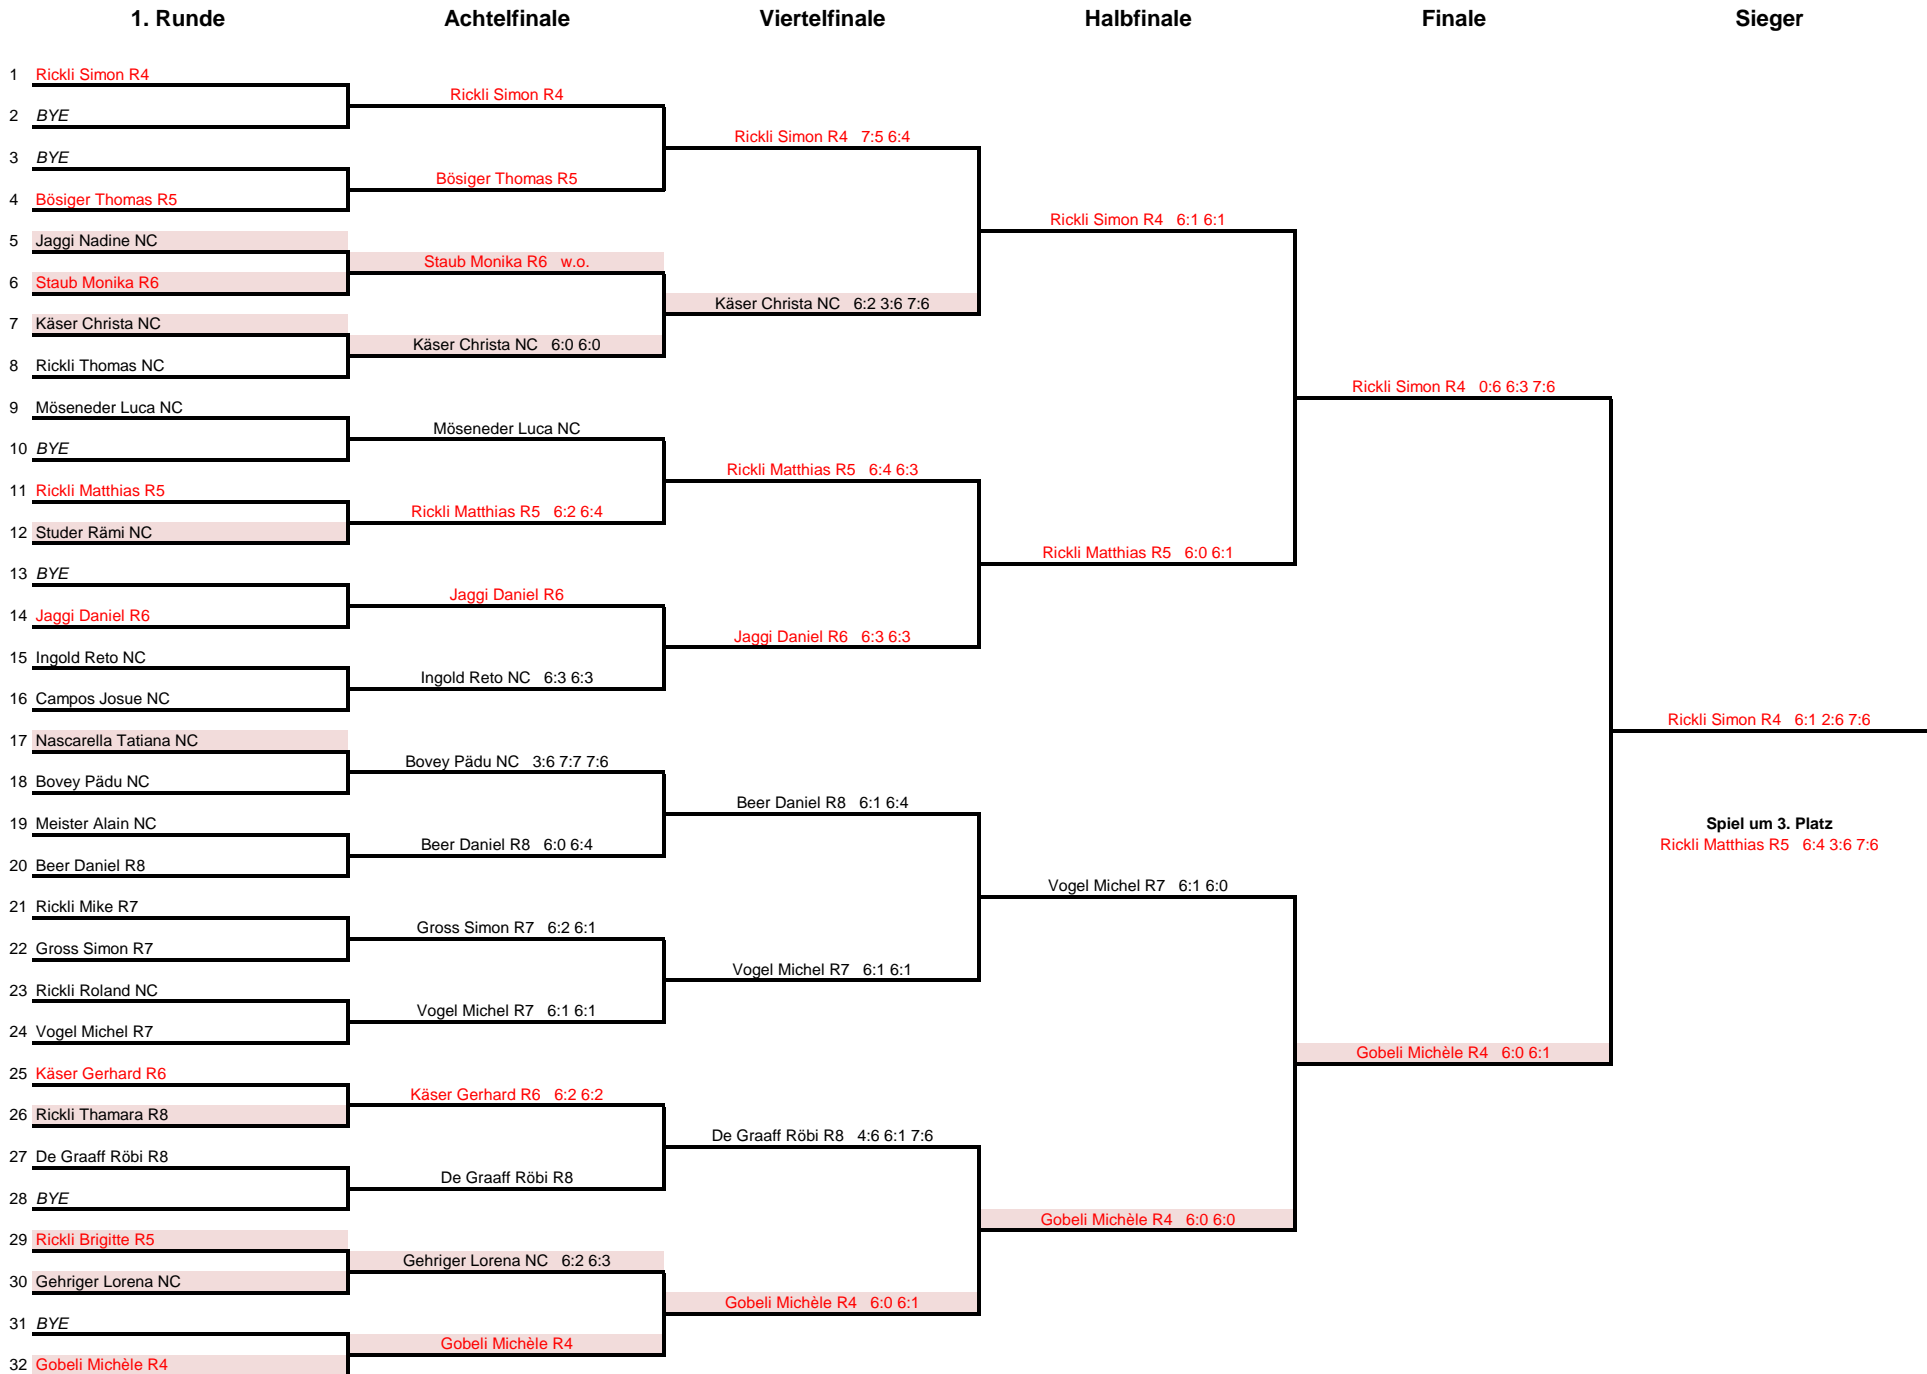 1. Runde Achtelfinale Viertelfinale Halbfinale Finale Sieger
1 Rickli Simon R4
Rickli Simon R4
2 BYE
Rickli Simon R4 7:5 6:4
3 BYE
Bösiger Thomas R5
4 Bösiger Thomas R5
Rickli Simon R4 6:1 6:1
5 Jaggi Nadine NC
Staub Monika R6 w.o.
6 Staub Monika R6
Käser Christa NC 6:2 3:6 7:6
7 Käser Christa NC
Käser Christa NC 6:0 6:0
8 Rickli Thomas NC
Rickli Simon R4 0:6 6:3 7:6
9 Möseneder Luca NC
Möseneder Luca NC
10 BYE
Rickli Matthias R5 6:4 6:3
11 Rickli Matthias R5
Rickli Matthias R5 6:2 6:4
12 Studer Rämi NC
Rickli Matthias R5 6:0 6:1
13 BYE
Jaggi Daniel R6
14 Jaggi Daniel R6
Jaggi Daniel R6 6:3 6:3
15 Ingold Reto NC
Ingold Reto NC 6:3 6:3
16 Campos Josue NC
Rickli Simon R4 6:1 2:6 7:6
17 Nascarella Tatiana NC
Bovey Pädu NC 3:6 7:7 7:6
18 Bovey Pädu NC
Beer Daniel R8 6:1 6:4
19 Meister Alain NC
Spiel um 3. Platz
Beer Daniel R8 6:0 6:4
Rickli Matthias R5 6:4 3:6 7:6
20 Beer Daniel R8
Vogel Michel R7 6:1 6:0
21 Rickli Mike R7
Gross Simon R7 6:2 6:1
22 Gross Simon R7
Vogel Michel R7 6:1 6:1
23 Rickli Roland NC
Vogel Michel R7 6:1 6:1
24 Vogel Michel R7
Gobeli Michèle R4 6:0 6:1
25 Käser Gerhard R6
Käser Gerhard R6 6:2 6:2
26 Rickli Thamara R8
De Graaff Röbi R8 4:6 6:1 7:6
27 De Graaff Röbi R8
De Graaff Röbi R8
28 BYE
Gobeli Michèle R4 6:0 6:0
29 Rickli Brigitte R5
Gehriger Lorena NC 6:2 6:3
30 Gehriger Lorena NC
Gobeli Michèle R4 6:0 6:1
31 BYE
Gobeli Michèle R4
32 Gobeli Michèle R4